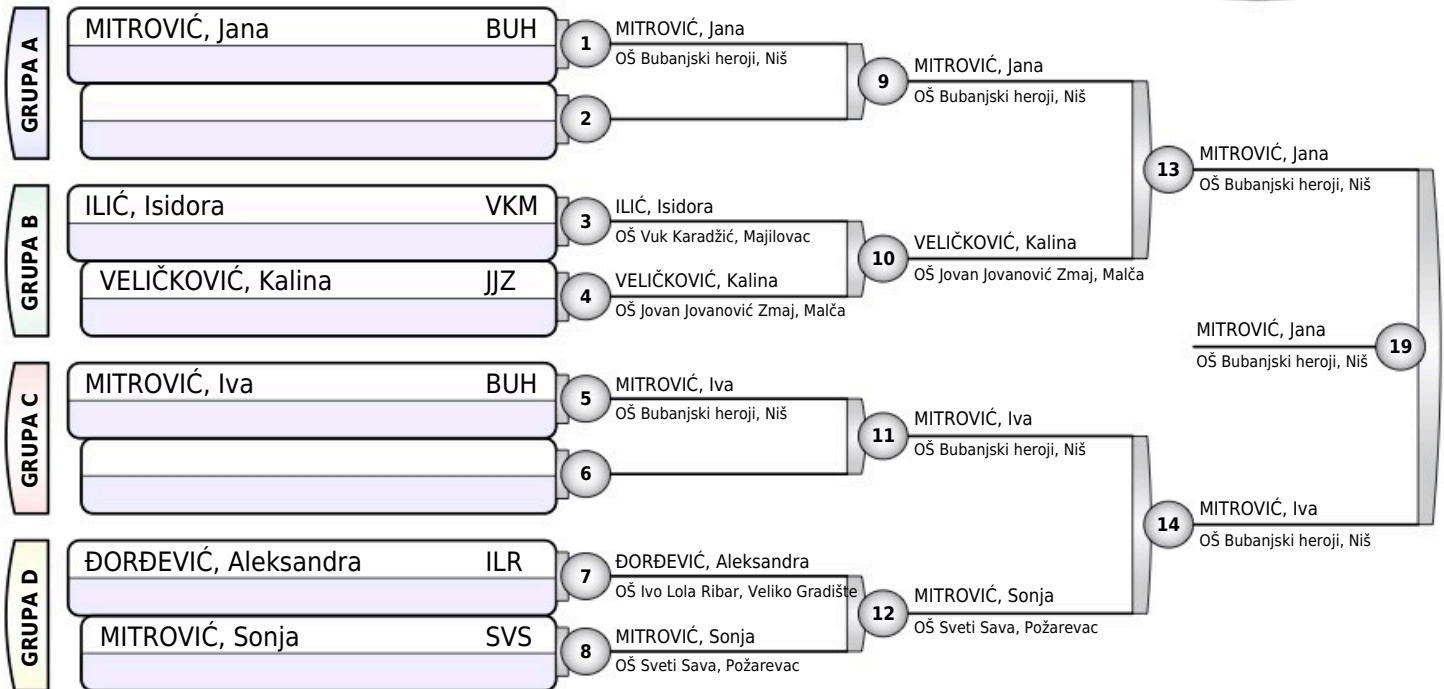 GRUPA A
MITROVIĆ, Jana BUH
1
2
GRUPA B
ILIĆ, Isidora VKM
3
VELIČKOVIĆ, Kalina JJZ
4
GRUPA C
MITROVIĆ, Iva BUH
5
6
GRUPA D
ĐORĐEVIĆ, Aleksandra ILR
7
MITROVIĆ, Sonja SVS
8
MITROVIĆ, Jana
OŠ Bubanjski heroji, Niš
ILIĆ, Isidora
OŠ Vuk Karadžić, Majilovac
VELIČKOVIĆ, Kalina
OŠ Jovan Jovanović Zmaj, Malča
MITROVIĆ, Iva
OŠ Bubanjski heroji, Niš
ĐORĐEVIĆ, Aleksandra
OŠ Ivo Lola Ribar, Veliko Gradište
MITROVIĆ, Sonja
OŠ Sveti Sava, Požarevac
9
MITROVIĆ, Jana
OŠ Bubanjski heroji, Niš
10
VELIČKOVIĆ, Kalina
OŠ Jovan Jovanović Zmaj, Malča
11
MITROVIĆ, Iva
OŠ Bubanjski heroji, Niš
12
MITROVIĆ, Sonja
OŠ Sveti Sava, Požarevac
13
MITROVIĆ, Jana
OŠ Bubanjski heroji, Niš
14
MITROVIĆ, Iva
OŠ Bubanjski heroji, Niš
MITROVIĆ, Jana
OŠ Bubanjski heroji, Niš
19